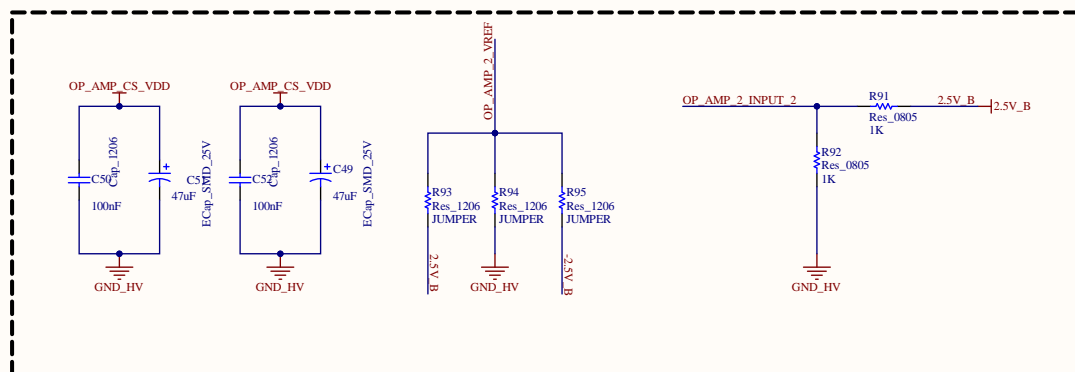 OP_AMP_CS_VDD
C50
Cap_1206
100nF
C51
47uF
ECap_SMD_25V
GND_HV
OP_AMP_CS_VDD
C52
Cap_1206
100nF
C49
47uF
ECap_SMD_25V
GND_HV
OP_AMP_2_VREF
R93
Res_1206
JUMPER
R94
Res_1206
JUMPER
R95
Res_1206
JUMPER
2.5V_B
GND_HV
-2.5V_B
OP_AMP_2_INPUT_2
R91
Res_0805
1K
2.5V_B
2.5V_B
R92
Res_0805
1K
GND_HV